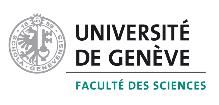 UNIVERSITÉ
DE GENÈVE
FACULTÉ DES SCIENCES